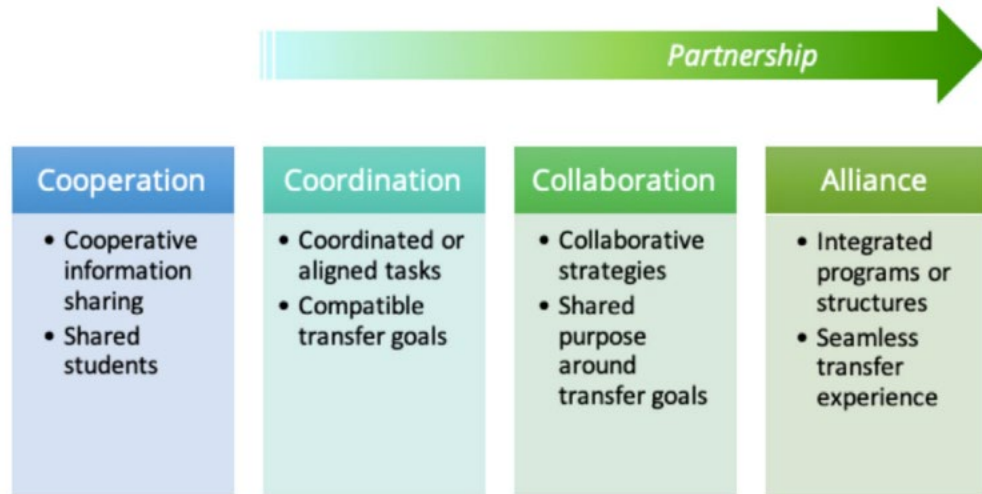 Partnership
Cooperation
• Cooperative
information
sharing
• Shared
students
Coordination
• Coordinated or
aligned tasks
• Compatible
transfer goals
Collaboration
• Collaborative
strategies
• Shared
purpose
around
transfer goals
Alliance
• Integrated
programs or
structures
• Seamless
transfer
experience